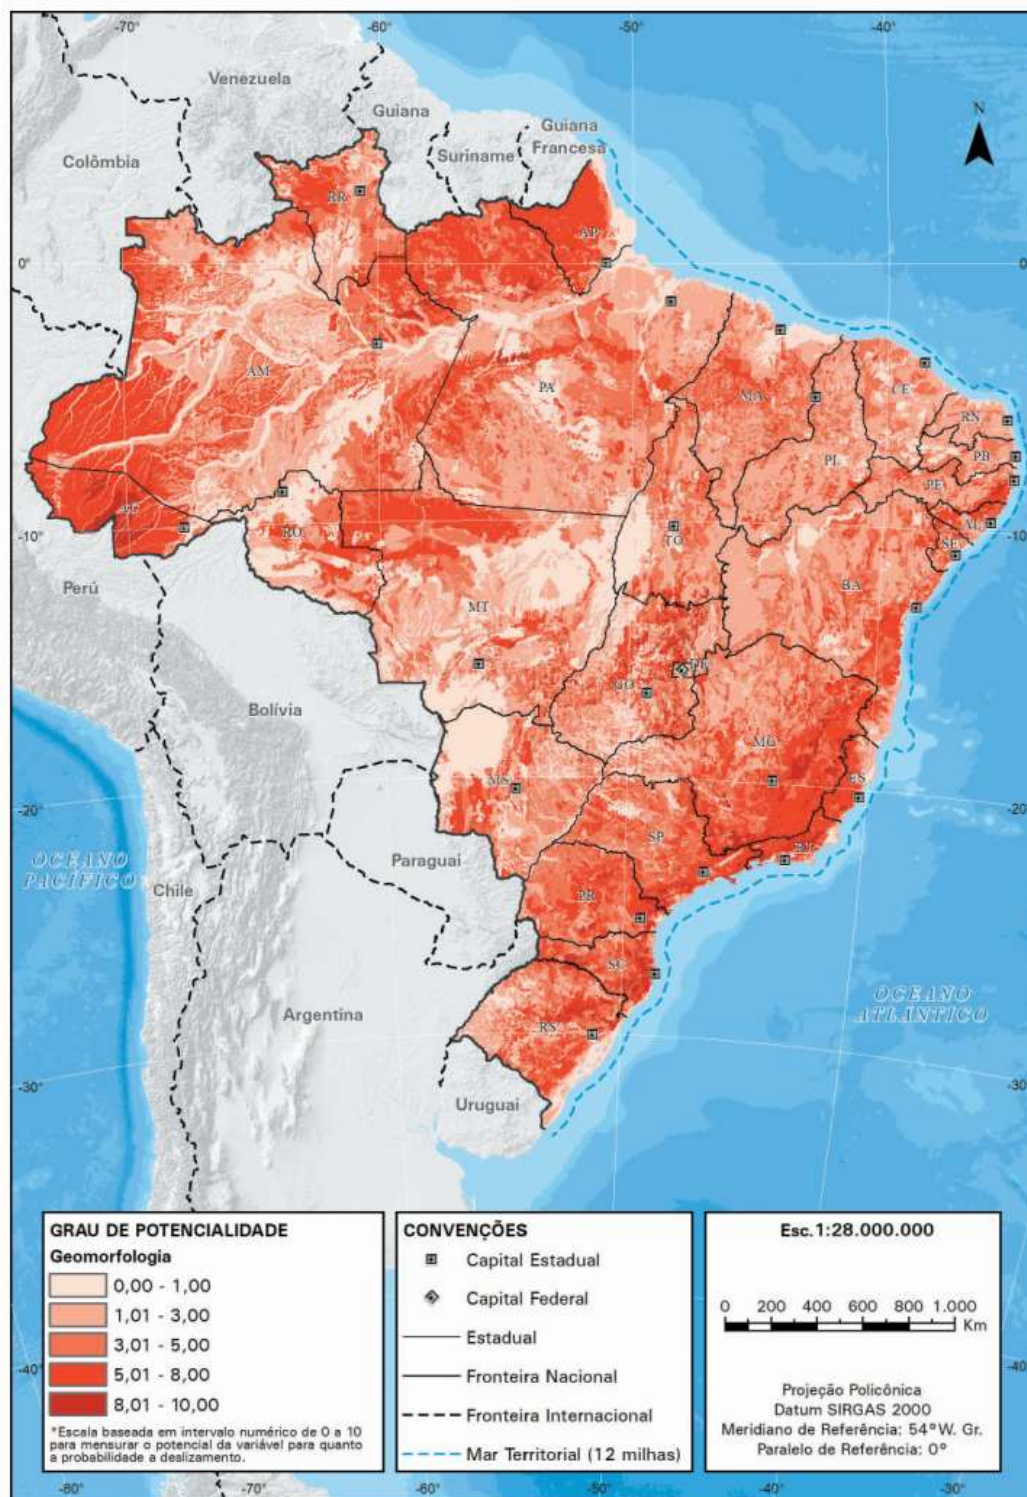 -70°
-60°
-50°
-40°
Venezuela
Guiana
Suriname
Guiana
Francesa
Colômbia
N
RR
AP
0°
0
AM
PA
MA
CE
RN
PB
PI
PE
AL
SE
AC
RO
TO
-10°
-10°
Perú
MT
BA
DF
GO
Bolívia
MG
ES
MS
-20°
-20°
SP
RJ
OCEANO
PACÍFICO
Paraguai
Chile
PR
SC
OCEANO
ATLÂNTICO
Argentina
RS
-30°
-30°
Uruguai
GRAU DE POTENCIALIDADE
Geomorfologia
0,00 - 1,00
1,01 - 3,00
3,01 - 5,00
5,01 - 8,00
8,01 - 10,00
*Escala baseada em intervalo numérico de 0 a 10
para mensurar o potencial da variável para quanto
a probabilidade a deslizamento.
CONVENÇÕES
Capital Estadual
Capital Federal
Estadual
Fronteira Nacional
Fronteira Internacional
Mar Territorial (12 milhas)
Esc.1:28.000.000
0 200 400 600 800 1.000
Km
Projeção Policônica
Datum SIRGAS 2000
Meridiano de Referência: 54°W. Gr.
Paralelo de Referência: 0°
-40°
-40°
-80°
-70°
-60°
-50°
-40°
-30°